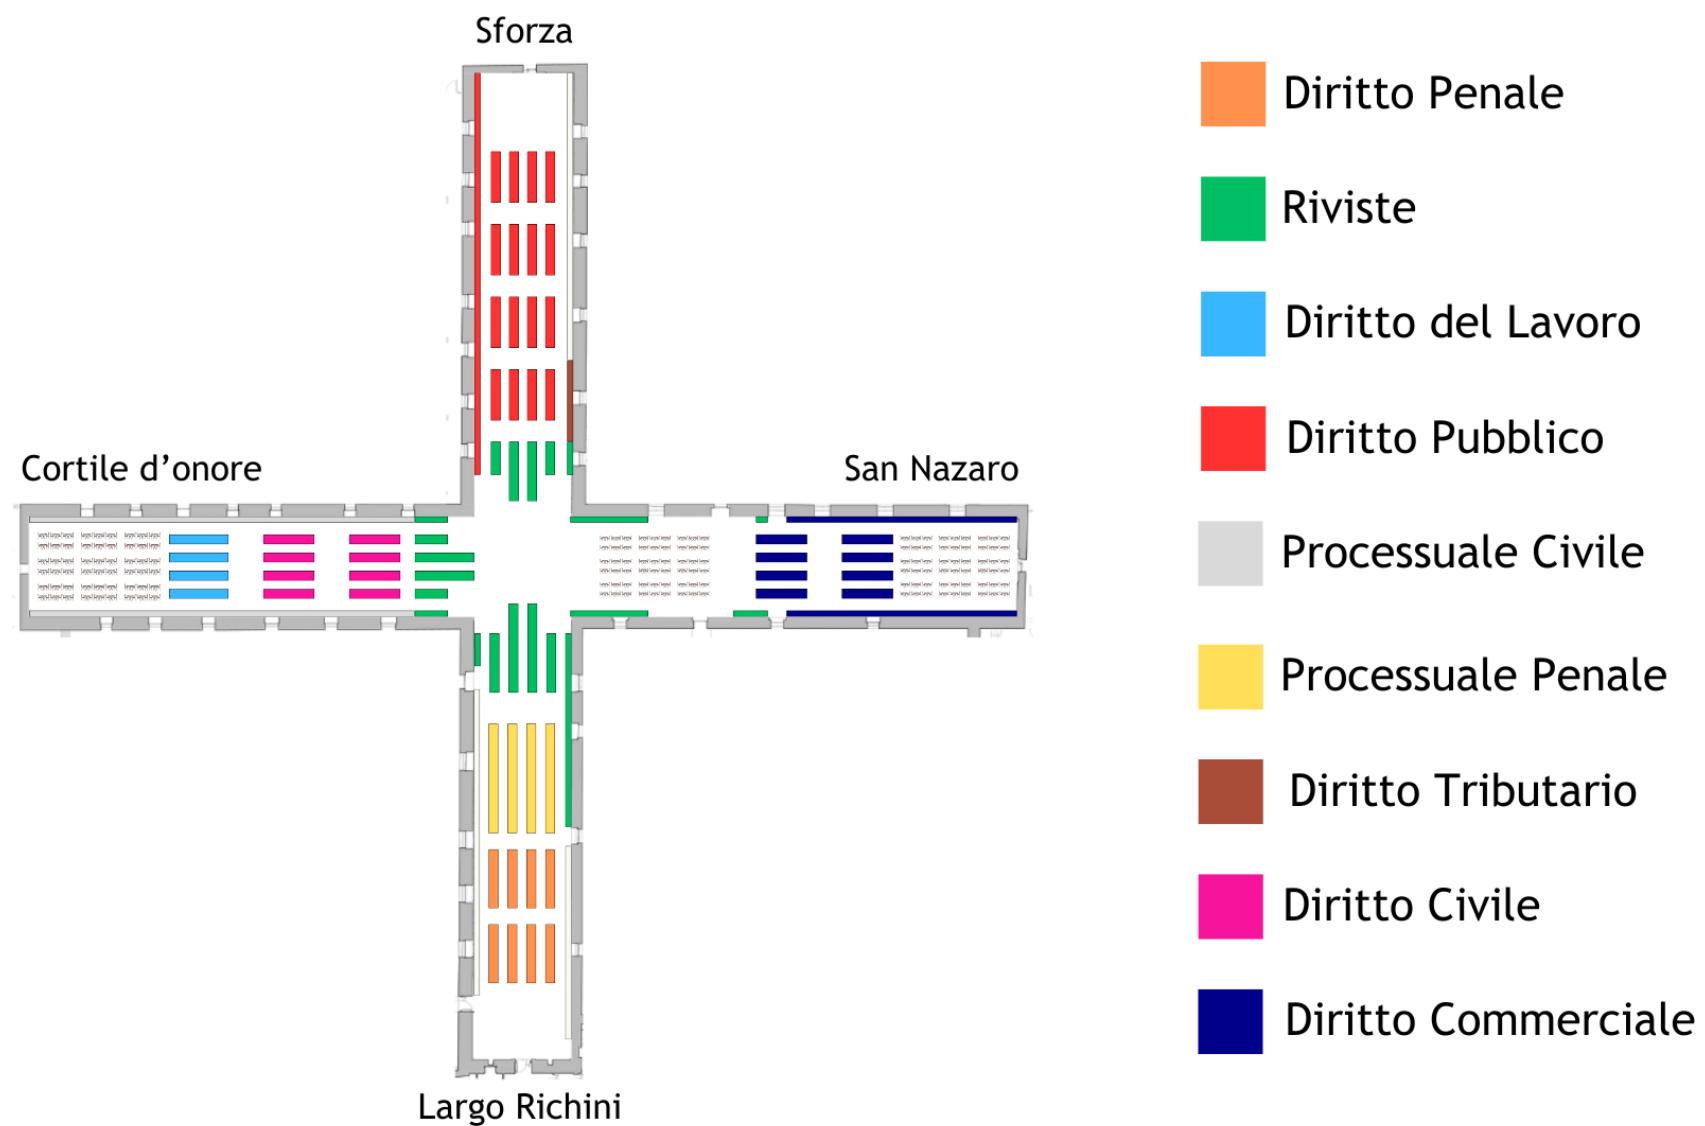 Sforza
Cortile d’onore
San Nazaro
Largo Richini
Diritto Penale
Riviste
Diritto del Lavoro
Diritto Pubblico
Processuale Civile
Processuale Penale
Diritto Tributario
Diritto Civile
Diritto Commerciale